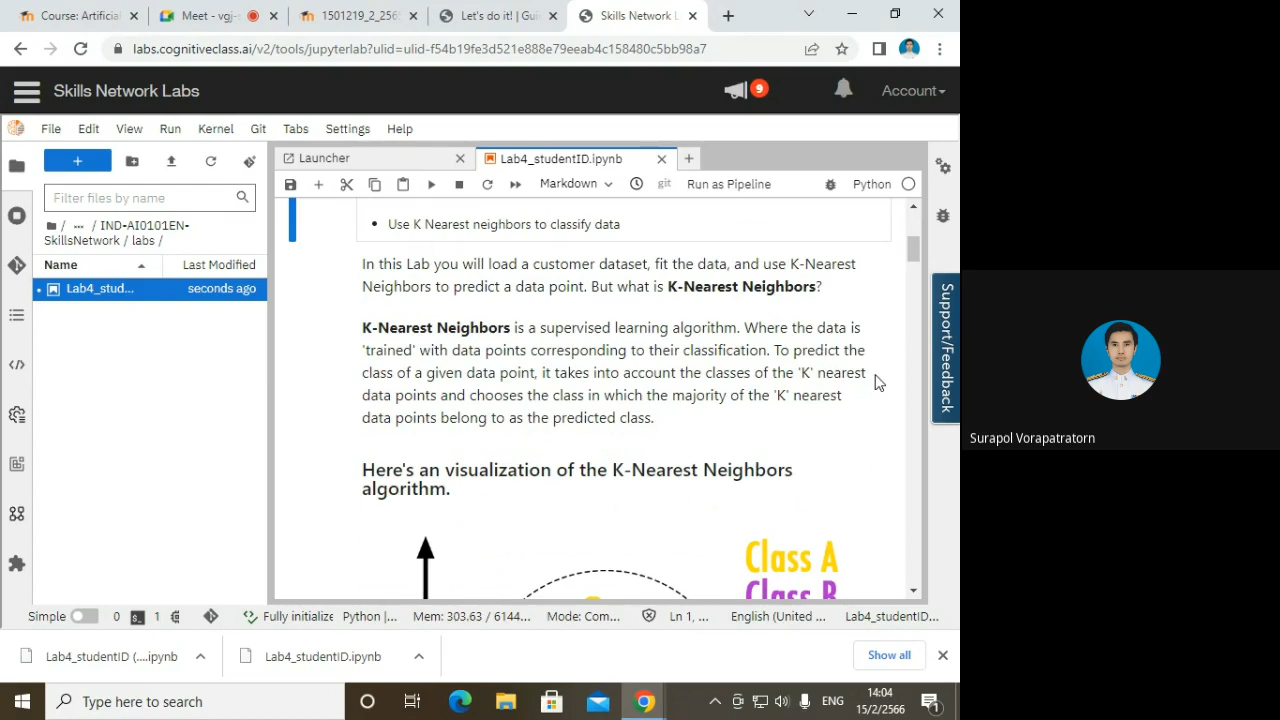 Course: Artificia
Meet - vgj-s
1501219_2_256
Let's do it! | Gui
Skills Network L
labs.cognitiveclass.ai/v2/tools/jupyterlab?ulid=ulid-f54b19fe3d521e888e79eeab4c158480c5bb98a7
Skills Network Labs
9
Account
File Edit View Run Kernel Git Tabs Settings Help
Launcher
Lab4_studentID.ipynb
Markdown
git
Run as Pipeline
Python
Filter files by name
/ ... / IND-AI0101EN-
SkillsNetwork / labs /
Name
Last Modified
Lab4_stud...
seconds ago
Use K Nearest neighbors to classify data
In this Lab you will load a customer dataset, fit the data, and use K-Nearest
Neighbors to predict a data point. But what is K-Nearest Neighbors?
K-Nearest Neighbors is a supervised learning algorithm. Where the data is
'trained' with data points corresponding to their classification. To predict the
class of a given data point, it takes into account the classes of the 'K' nearest
data points and chooses the class in which the majority of the 'K' nearest
data points belong to as the predicted class.
Here's an visualization of the K-Nearest Neighbors
algorithm.
Class A
Class B
Support/Feedback
Surapol Vorapatratorn
Simple
0
1
Fully initialize
Python |...
Mem: 303.63 / 6144...
Mode: Com...
Ln 1, ...
English (United ...
Lab4_studentID...
Lab4_studentID (....ipynb
Lab4_studentID.ipynb
Show all
Type here to search
ENG
14:04
15/2/2566
1